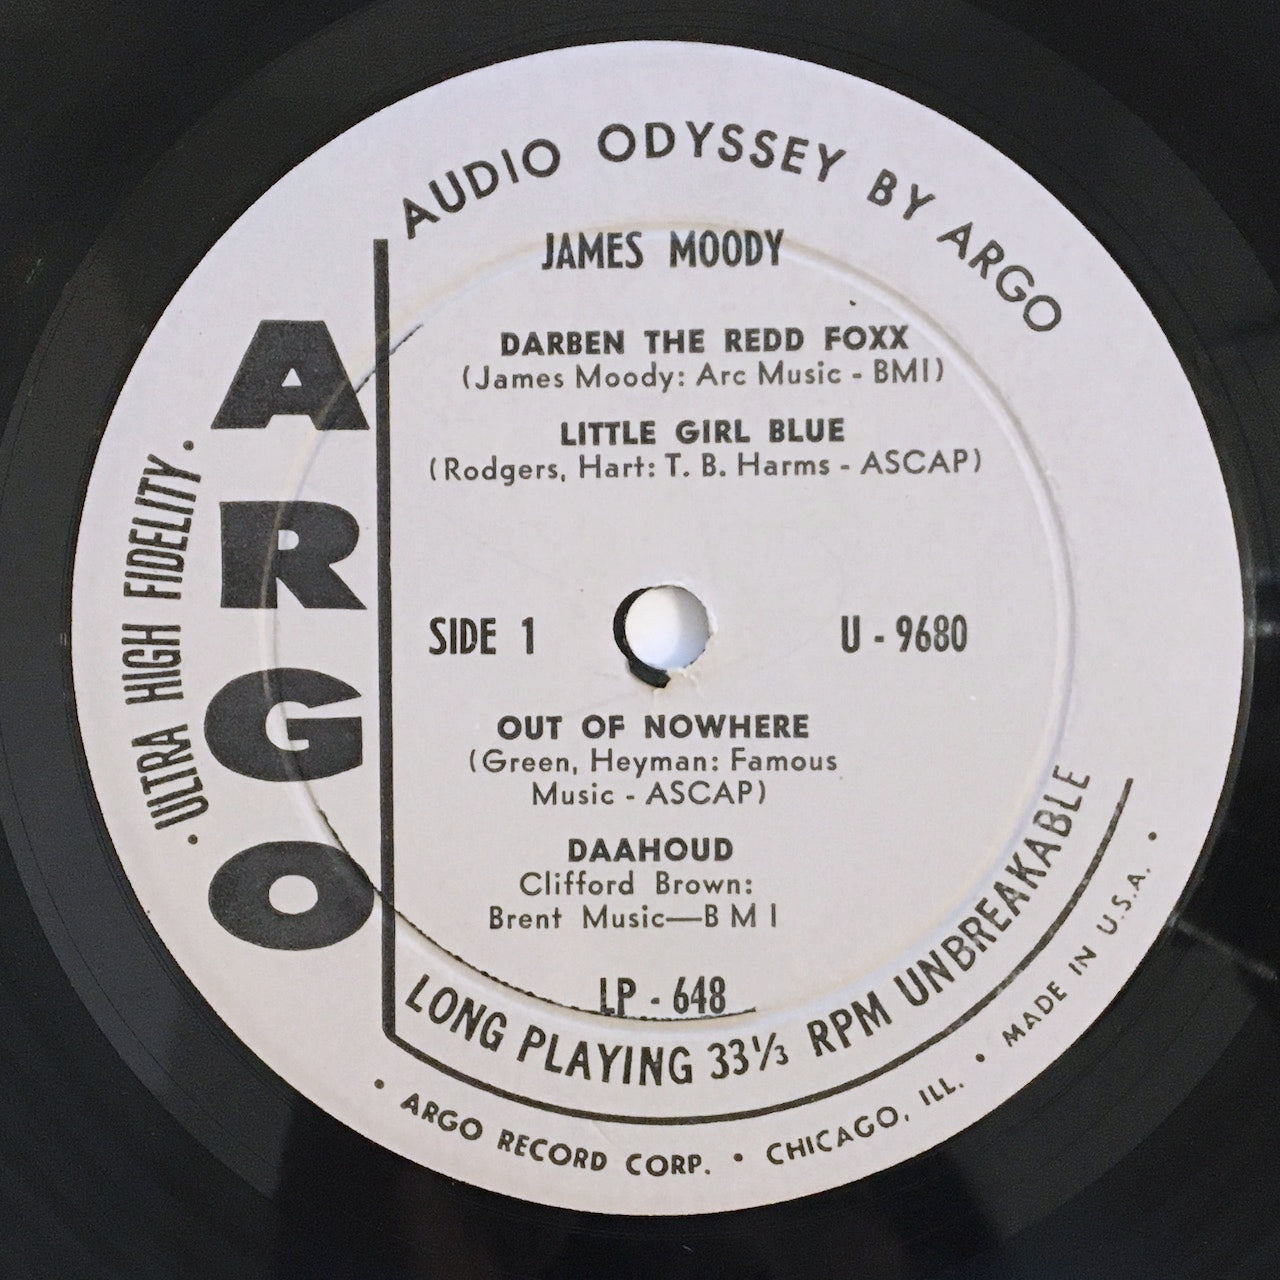 AUDIO ODYSSEY BY ARGO
JAMES MOODY
DARBEN THE REDD FOXX
(James Moody: Arc Music - BMI)
LITTLE GIRL BLUE
(Rodgers, Hart: T. B. Harms - ASCAP)
ARGO
· ULTRA HIGH FIDELITY ·
SIDE 1
U - 9680
OUT OF NOWHERE
(Green, Heyman: Famous
Music - ASCAP)
DAAHOUD
Clifford Brown:
Brent Music—B M I
LP - 648
LONG PLAYING 33⅓ RPM UNBREAKABLE
• ARGO RECORD CORP. • CHICAGO, ILL. • MADE IN U.S.A. •